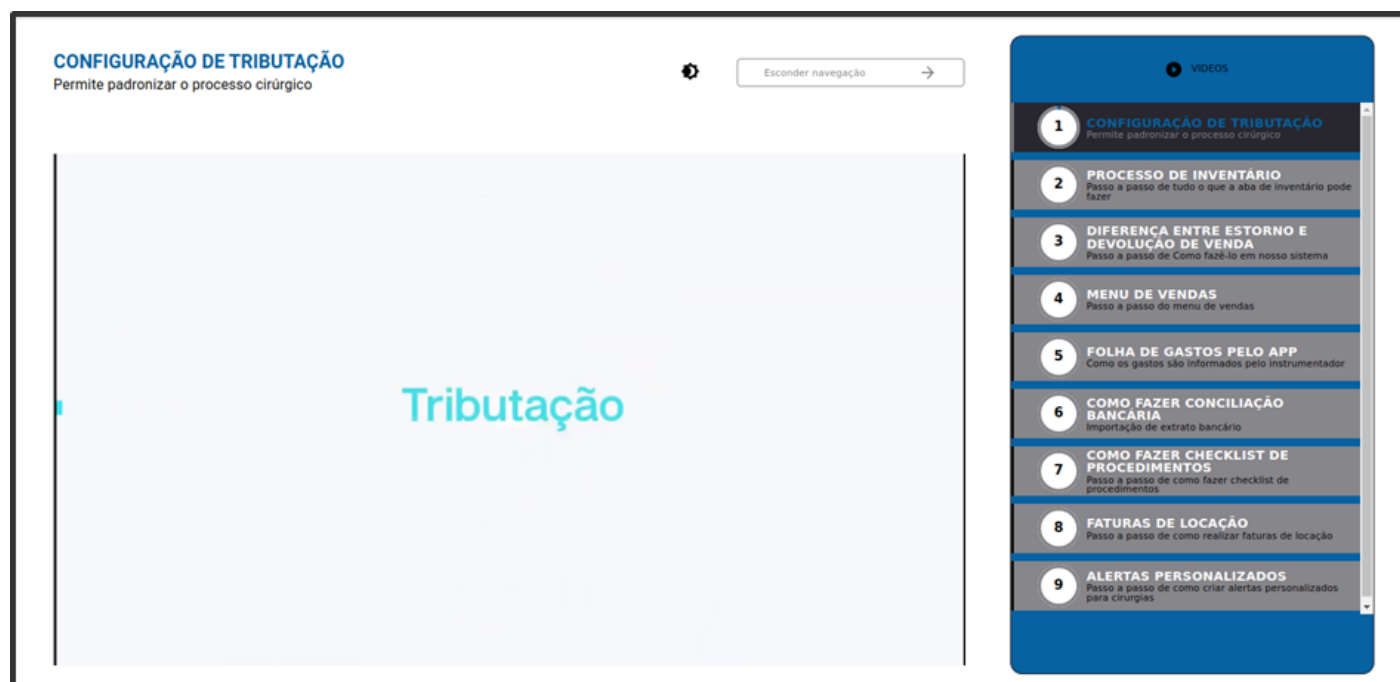 CONFIGURAÇÃO DE TRIBUTAÇÃO
Permite padronizar o processo cirúrgico
Esconder navegação
Tributação
VIDEOS
1
CONFIGURAÇÃO DE TRIBUTAÇÃO
Permite padronizar o processo cirúrgico
2
PROCESSO DE INVENTÁRIO
Passo a passo de tudo o que a aba de inventário pode
fazer
3
DIFERENÇA ENTRE ESTORNO E
DEVOLUÇÃO DE VENDA
Passo a passo de Como fazê-lo em nosso sistema
4
MENU DE VENDAS
Passo a passo do menu de vendas
5
FOLHA DE GASTOS PELO APP
Como os gastos são informados pelo instrumentador
6
COMO FAZER CONCILIAÇÃO
BANCÁRIA
Importação de extrato bancário
7
COMO FAZER CHECKLIST DE
PROCEDIMENTOS
Passo a passo de como fazer checklist de
procedimentos
8
FATURAS DE LOCAÇÃO
Passo a passo de como realizar faturas de locação
9
ALERTAS PERSONALIZADOS
Passo a passo de como criar alertas personalizados
para cirurgias